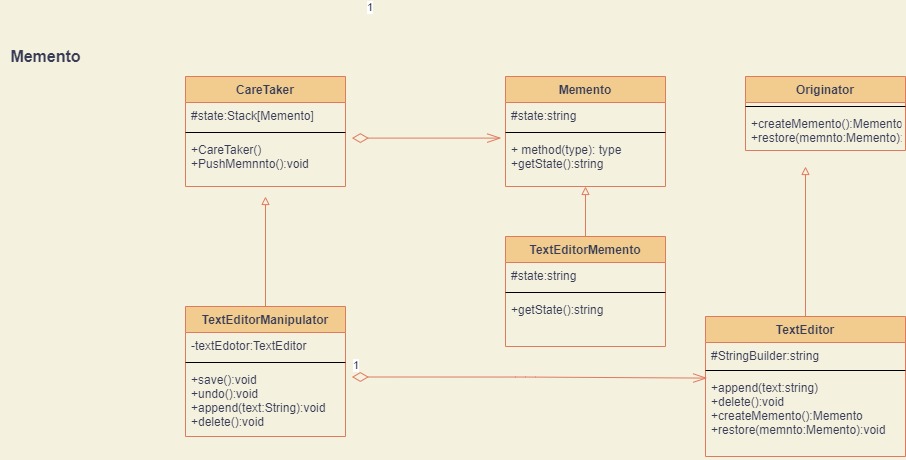 1
Memento
CareTaker
#state:Stack[Memento]
+CareTaker()
+PushMemnnto():void
Memento
#state:string
+ method(type): type
+getState():string
Originator
+createMemento():Memento
+restore(memnto:Memento):
TextEditorMemento
#state:string
+getState():string
TextEditorManipulator
-textEdotor:TextEditor
+save():void
+undo():void
+append(text:String):void
+delete():void
1
TextEditor
#StringBuilder:string
+append(text:string)
+delete():void
+createMemento():Memento
+restore(memnto:Memento):void